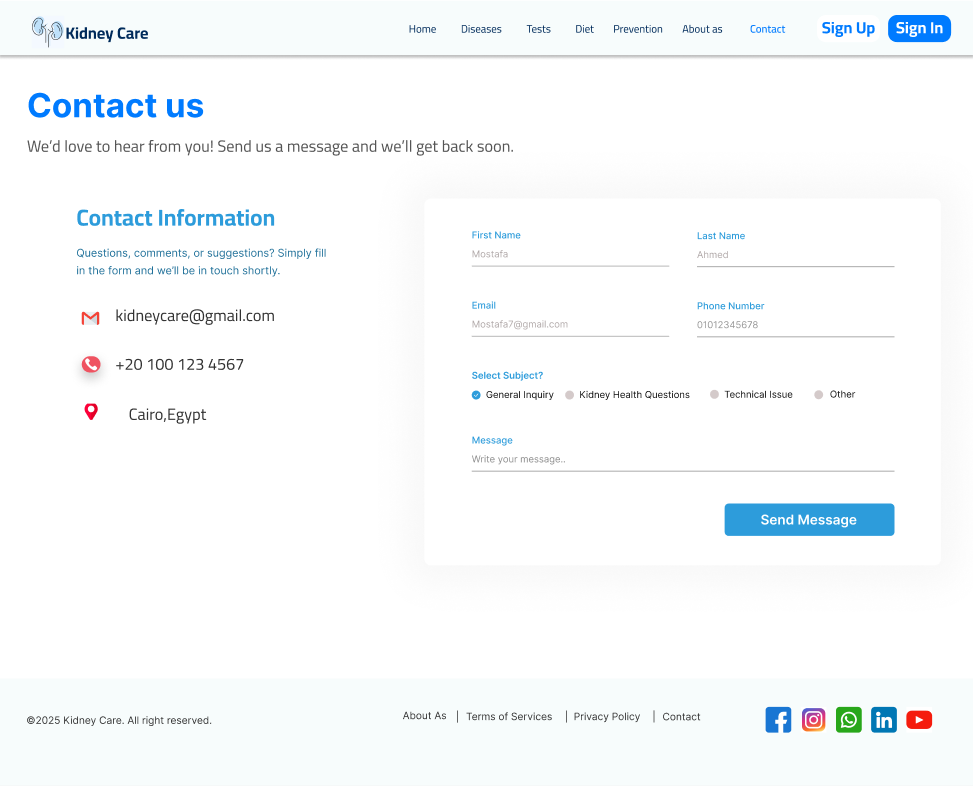 Kidney Care
Home Diseases Tests Diet Prevention About as Contact Sign Up Sign In
Contact us
We'd love to hear from you! Send us a message and we'll get back soon.
Contact Information
Questions, comments, or suggestions? Simply fill
in the form and we'll be in touch shortly.
kidneycare@gmail.com
+20 100 123 4567
Cairo,Egypt
First Name Last Name
Mostafa Ahmed
Email Phone Number
Mostafa7@gmail.com 01012345678
Select Subject?
General Inquiry Kidney Health Questions Technical Issue Other
Message
Write your message..
Send Message
©2025 Kidney Care. All right reserved.
About As | Terms of Services | Privacy Policy | Contact